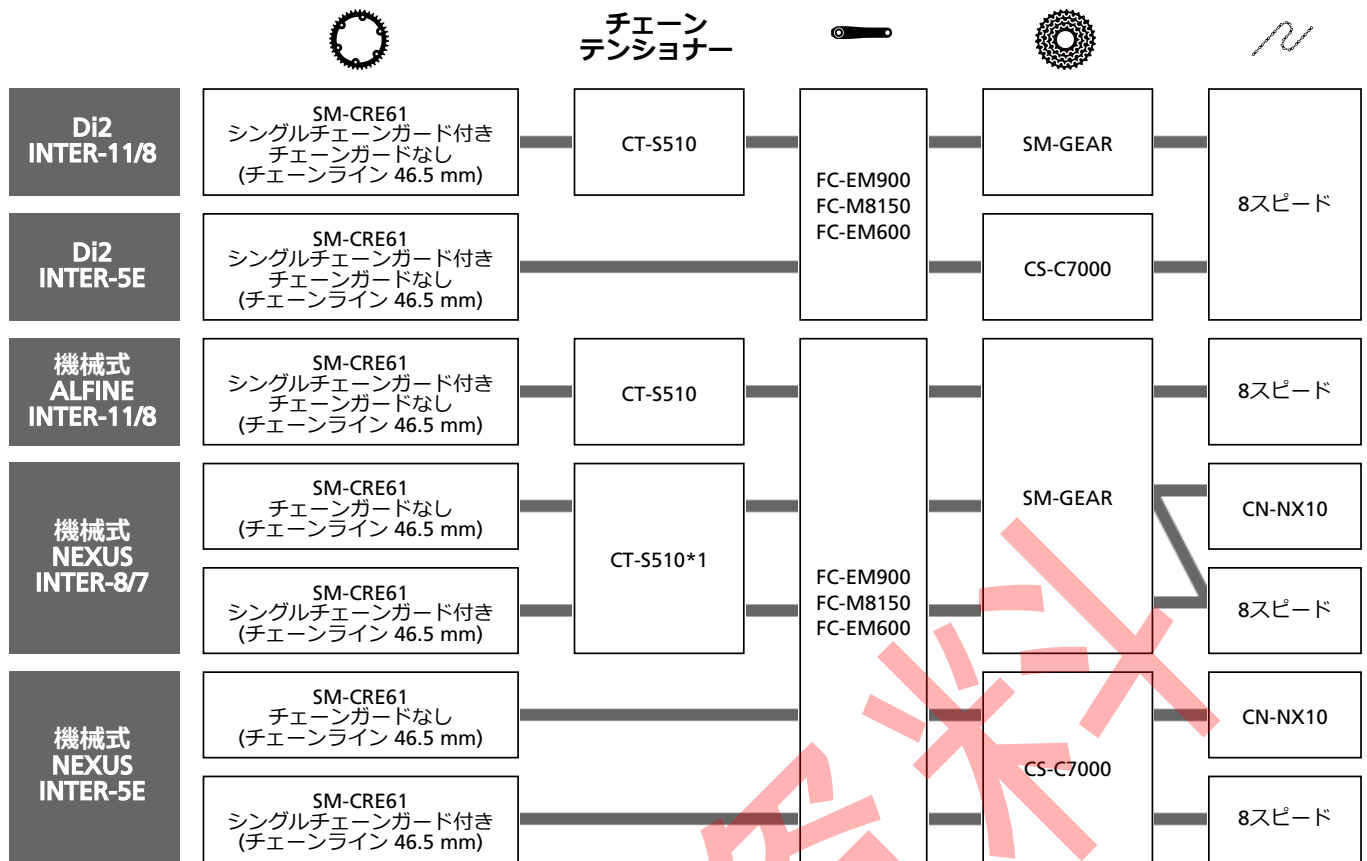 チェーン
テンショナー
Di2
INTER-11/8
SM-CRE61
シングルチェーンガード付き
チェーンガードなし
(チェーンライン 46.5 mm)
CT-S510
FC-EM900
FC-M8150
FC-EM600
SM-GEAR
8スピード
Di2
INTER-5E
SM-CRE61
シングルチェーンガード付き
チェーンガードなし
(チェーンライン 46.5 mm)
CS-C7000
機械式
ALFINE
INTER-11/8
SM-CRE61
シングルチェーンガード付き
チェーンガードなし
(チェーンライン 46.5 mm)
CT-S510
FC-EM900
FC-M8150
FC-EM600
SM-GEAR
8スピード
機械式
NEXUS
INTER-8/7
SM-CRE61
チェーンガードなし
(チェーンライン 46.5 mm)
CT-S510*1
CN-NX10
SM-CRE61
シングルチェーンガード付き
(チェーンライン 46.5 mm)
8スピード
機械式
NEXUS
INTER-5E
SM-CRE61
チェーンガードなし
(チェーンライン 46.5 mm)
CS-C7000
CN-NX10
SM-CRE61
シングルチェーンガード付き
(チェーンライン 46.5 mm)
8スピード